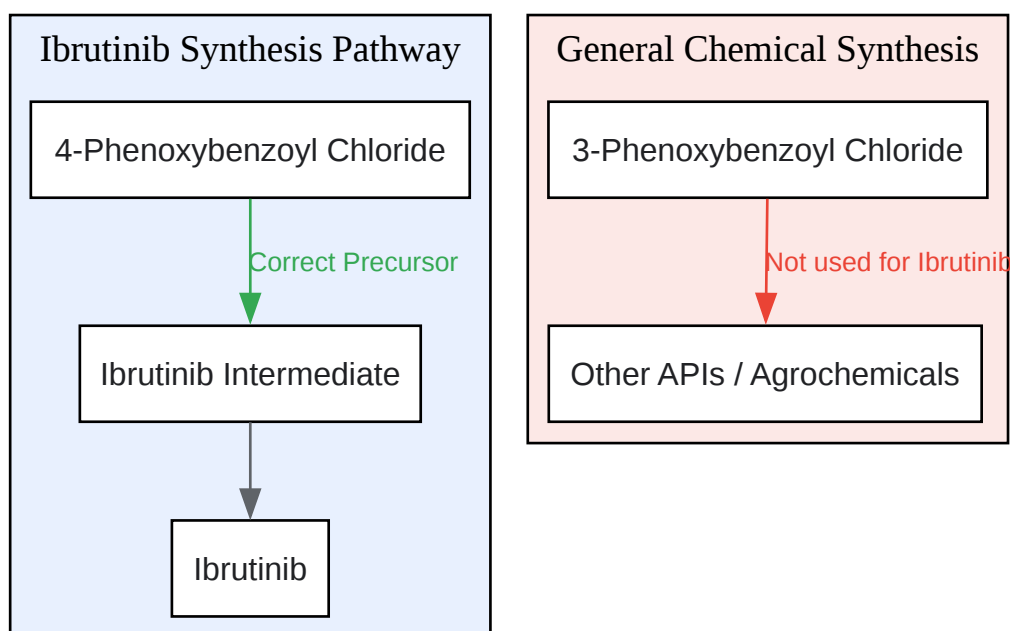 Ibrutinib Synthesis Pathway
4-Phenoxybenzoyl Chloride
Correct Precursor
Ibrutinib Intermediate
Ibrutinib
General Chemical Synthesis
3-Phenoxybenzoyl Chloride
Not used for Ibrutinib
Other APIs / Agrochemicals